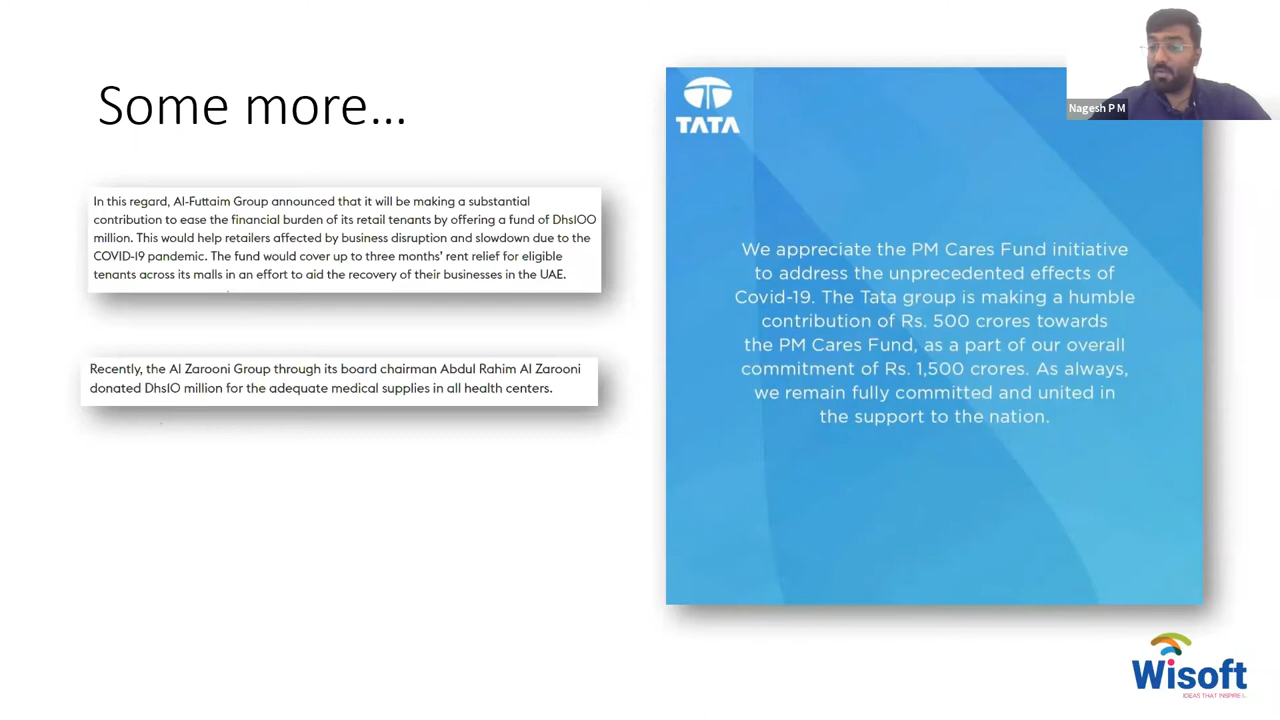 Some more...
In this regard, Al-Futtaim Group announced that it will be making a substantial
contribution to ease the financial burden of its retail tenants by offering a fund of Dhs100
million. This would help retailers affected by business disruption and slowdown due to the
COVID-19 pandemic. The fund would cover up to three months' rent relief for eligible
tenants across its malls in an effort to aid the recovery of their businesses in the UAE.
Recently, the Al Zarooni Group through its board chairman Abdul Rahim Al Zarooni
donated Dhs10 million for the adequate medical supplies in all health centers.
TATA
We appreciate the PM Cares Fund initiative
to address its the unprecedented effects of
Covid-19. The Tata group is making a humble
contribution of Rs. 500 crores towards
the PM Cares Fund, as a part of our overall
commitment of Rs. 1,500 crores. As always,
we remain fully committed and united in
the support to the nation.
Nagesh P M
Wisoft
IDEAS THAT INSPIRE !..